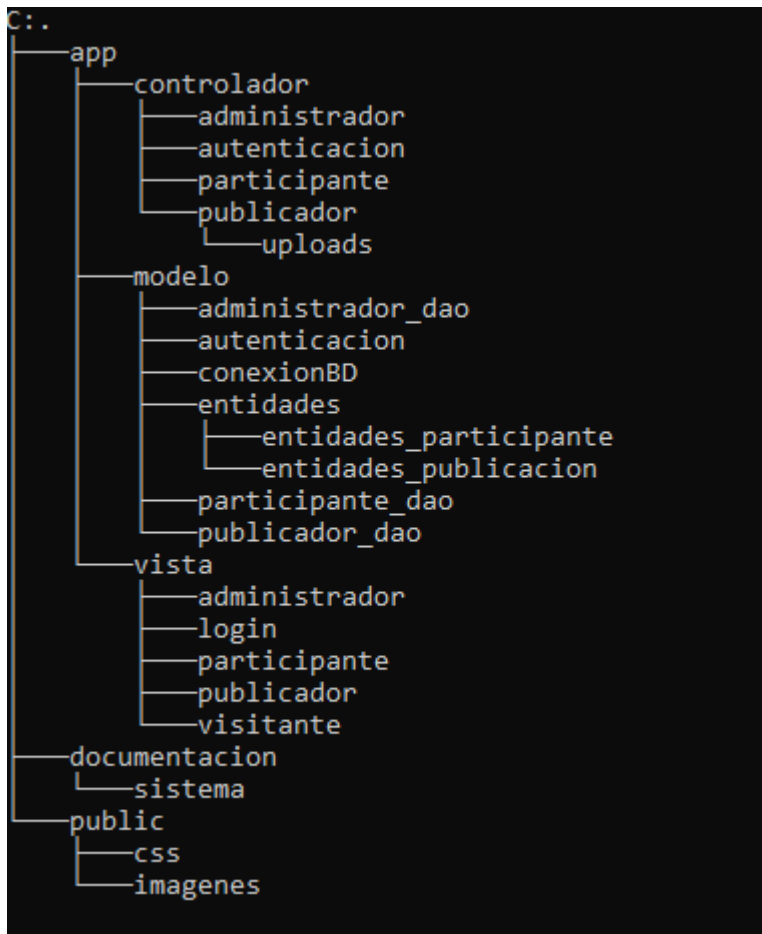 C:.
├───app
│   ├───controlador
│   │   ├───administrador
│   │   ├───autenticacion
│   │   ├───participante
│   │   └───publicador
│   │       └───uploads
│   ├───modelo
│   │   ├───administrador_dao
│   │   ├───autenticacion
│   │   ├───conexionBD
│   │   ├───entidades
│   │   │   ├───entidades_participante
│   │   │   └───entidades_publicacion
│   │   ├───participante_dao
│   │   └───publicador_dao
│   └───vista
│       ├───administrador
│       ├───login
│       ├───participante
│       ├───publicador
│       └───visitante
├───documentacion
│   └───sistema
└───public
    ├───css
    └───imagenes